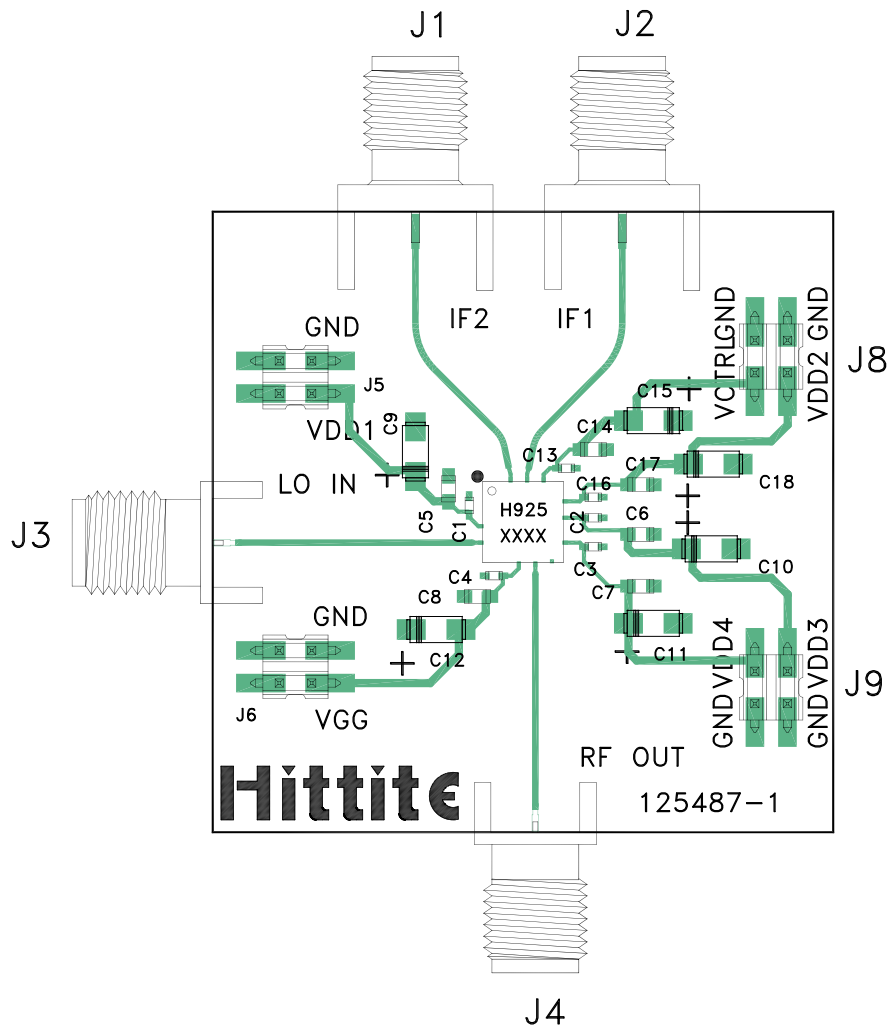 J1
J2
IF2
IF1
GND
J5
VDD1
C9
LO IN
C5
C1
J3
H925
XXXX
VCTRL
GND
VDD2
GND
J8
C15
C14
C13
C17
C16
C18
C2
C6
C3
C10
C7
C4
C8
C12
C11
GND
J6
VGG
GND
VDD4
GND
VDD3
J9
RF OUT
Hittite
125487-1
J4